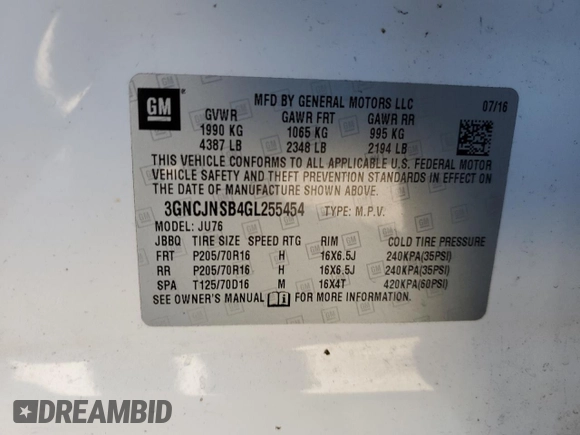 GM
MFD BY GENERAL MOTORS LLC 07/16
GVWR GAWR FRT GAWR RR
1990 KG 1065 KG 995 KG
4387 LB 2348 LB 2194 LB
THIS VEHICLE CONFORMS TO ALL APPLICABLE U.S. FEDERAL MOTOR
VEHICLE SAFETY AND THEFT PREVENTION STANDARDS IN EFFECT ON
THE DATE OF MANUFACTURE SHOWN ABOVE.
3GNCJNSB4GL255454 TYPE: M.P.V.
MODEL: JU76
JBBQ TIRE SIZE SPEED RTG RIM COLD TIRE PRESSURE
FRT P205/70R16 H 16X6.5J 240KPA(35PSI)
RR P205/70R16 H 16X6.5J 240KPA(35PSI)
SPA T125/70D16 M 16X4T 420KPA(60PSI)
SEE OWNER'S MANUAL FOR MORE INFORMATION.
DREAMBID